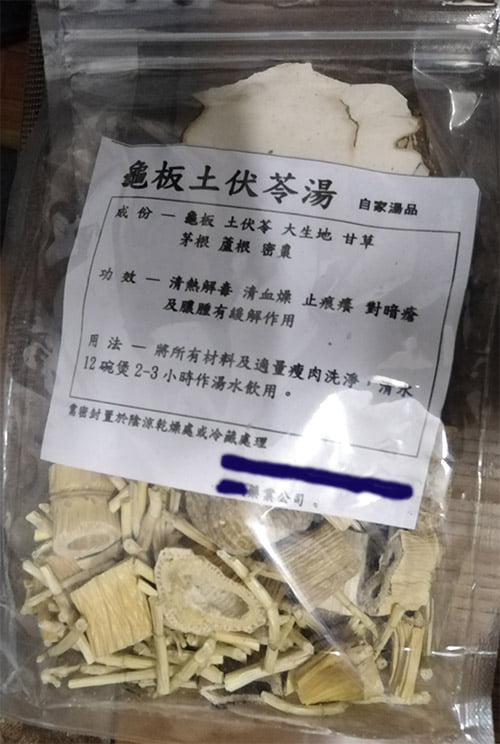 龜板土伏苓湯 自家湯品
成份 — 龜板 土伏苓 大生地 甘草
茅根 蘆根 密棗
功效 — 清熱解毒 清血燥 止痕癢 對暗瘡
及膿腫有緩解作用
用法 — 將所有材料及適量瘦肉洗淨，清水
12碗煲2-3小時作湯水飲用。
需密封置於陰涼乾燥處或冷藏處理
藥業公司。